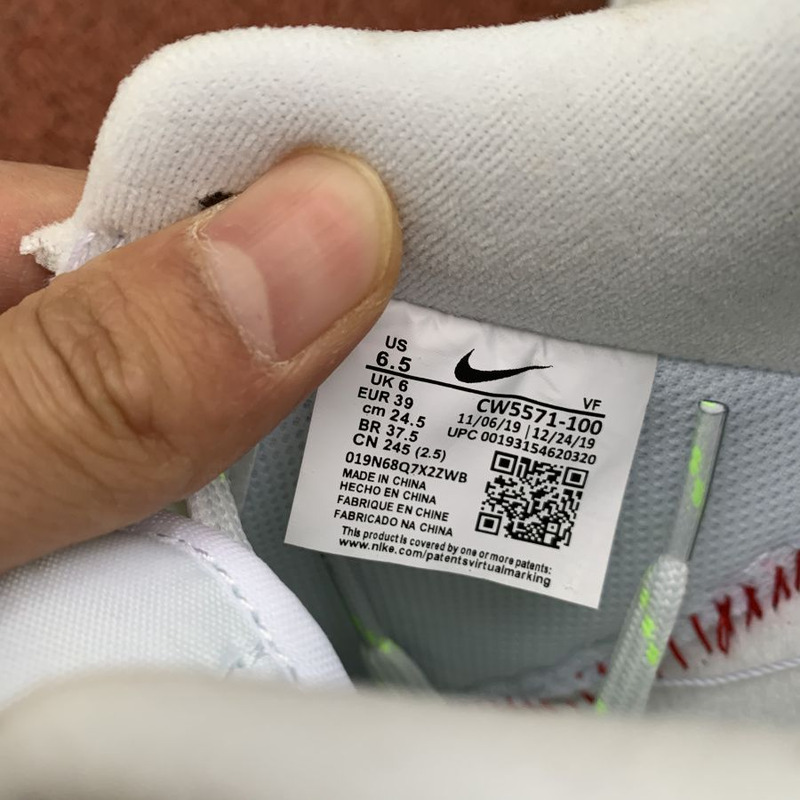 US
6.5
UK 6
EUR 39
cm 24.5
BR 37.5
CN 245 (2.5)
VF
CW5571-100
11/06/19 | 12/24/19
UPC 00193154620320
019N68Q7X2ZWB
MADE IN CHINA
HECHO EN CHINA
FABRIQUE EN CHINE
FABRICADO NA CHINA
This product is covered by one or more patents:
www.nike.com/patentsvirtualmarking